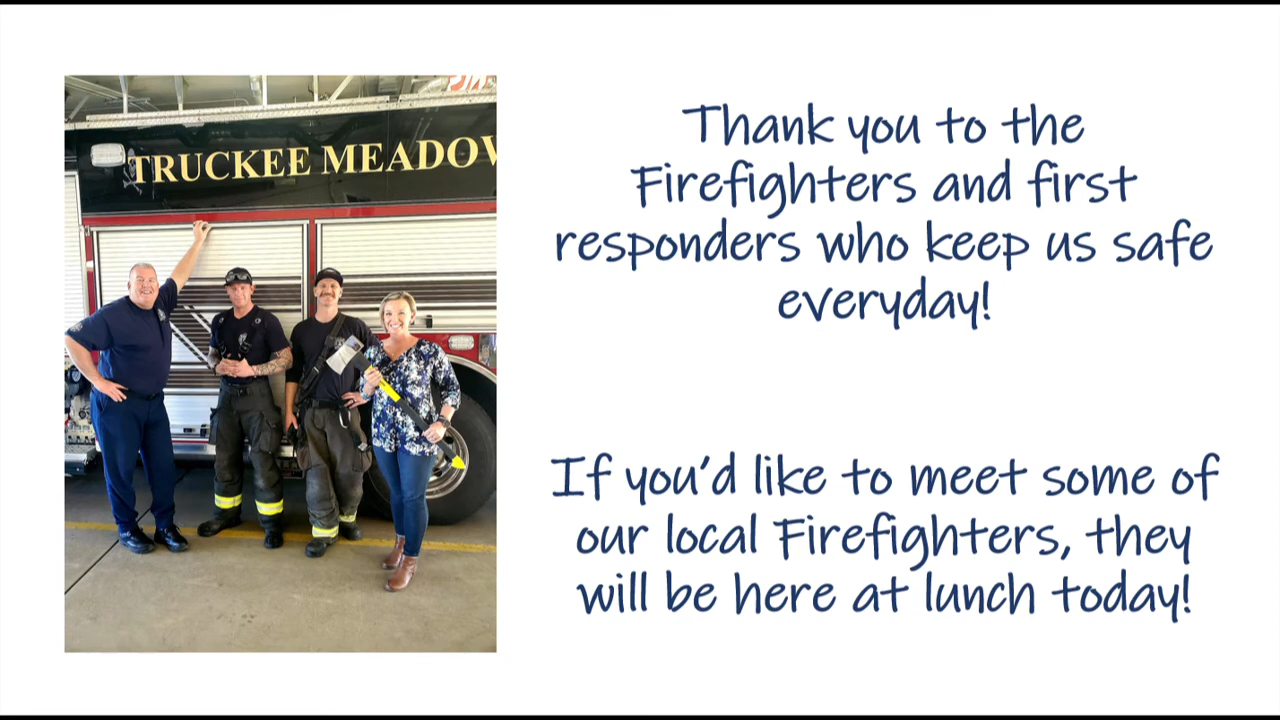 TRUCKEE MEADOW
Thank you to the
Firefighters and first
responders who keep us safe
everyday!
If you'd like to meet some of
our local Firefighters, they
will be here at lunch today!